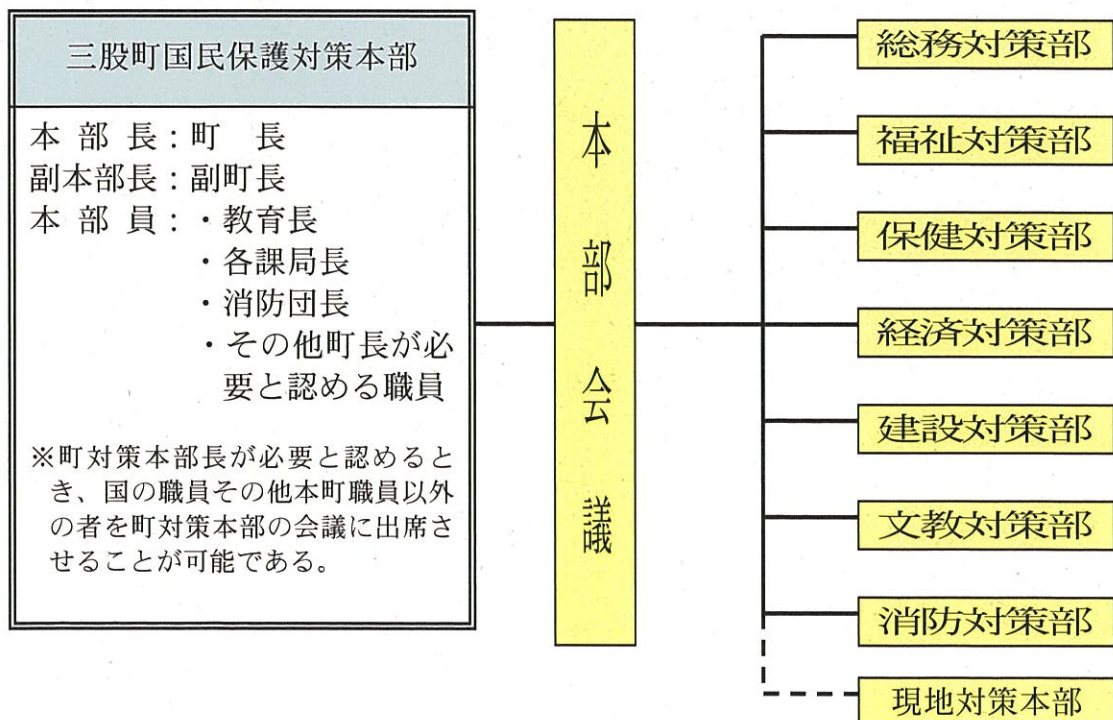 三股町国民保護対策本部
本 部 長：町　長
副本部長：副町長
本 部 員：・教育長
・各課局長
・消防団長
・その他町長が必
要と認める職員
※町対策本部長が必要と認めると
き、国の職員その他本町職員以外
の者を町対策本部の会議に出席さ
せることが可能である。
本部会議
総務対策部
福祉対策部
保健対策部
経済対策部
建設対策部
文教対策部
消防対策部
現地対策本部